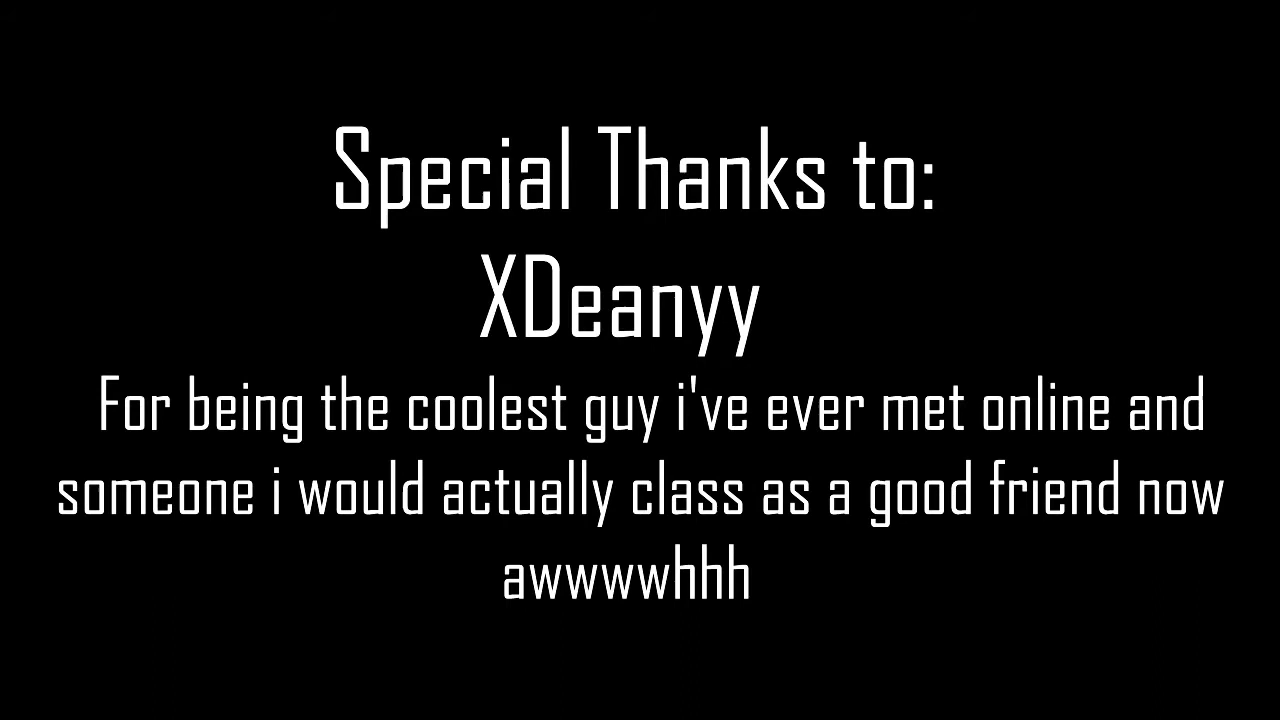 Special Thanks to:
XDeanyy
For being the coolest guy i've ever met online and
someone i would actually class as a good friend now
awwwwhhh